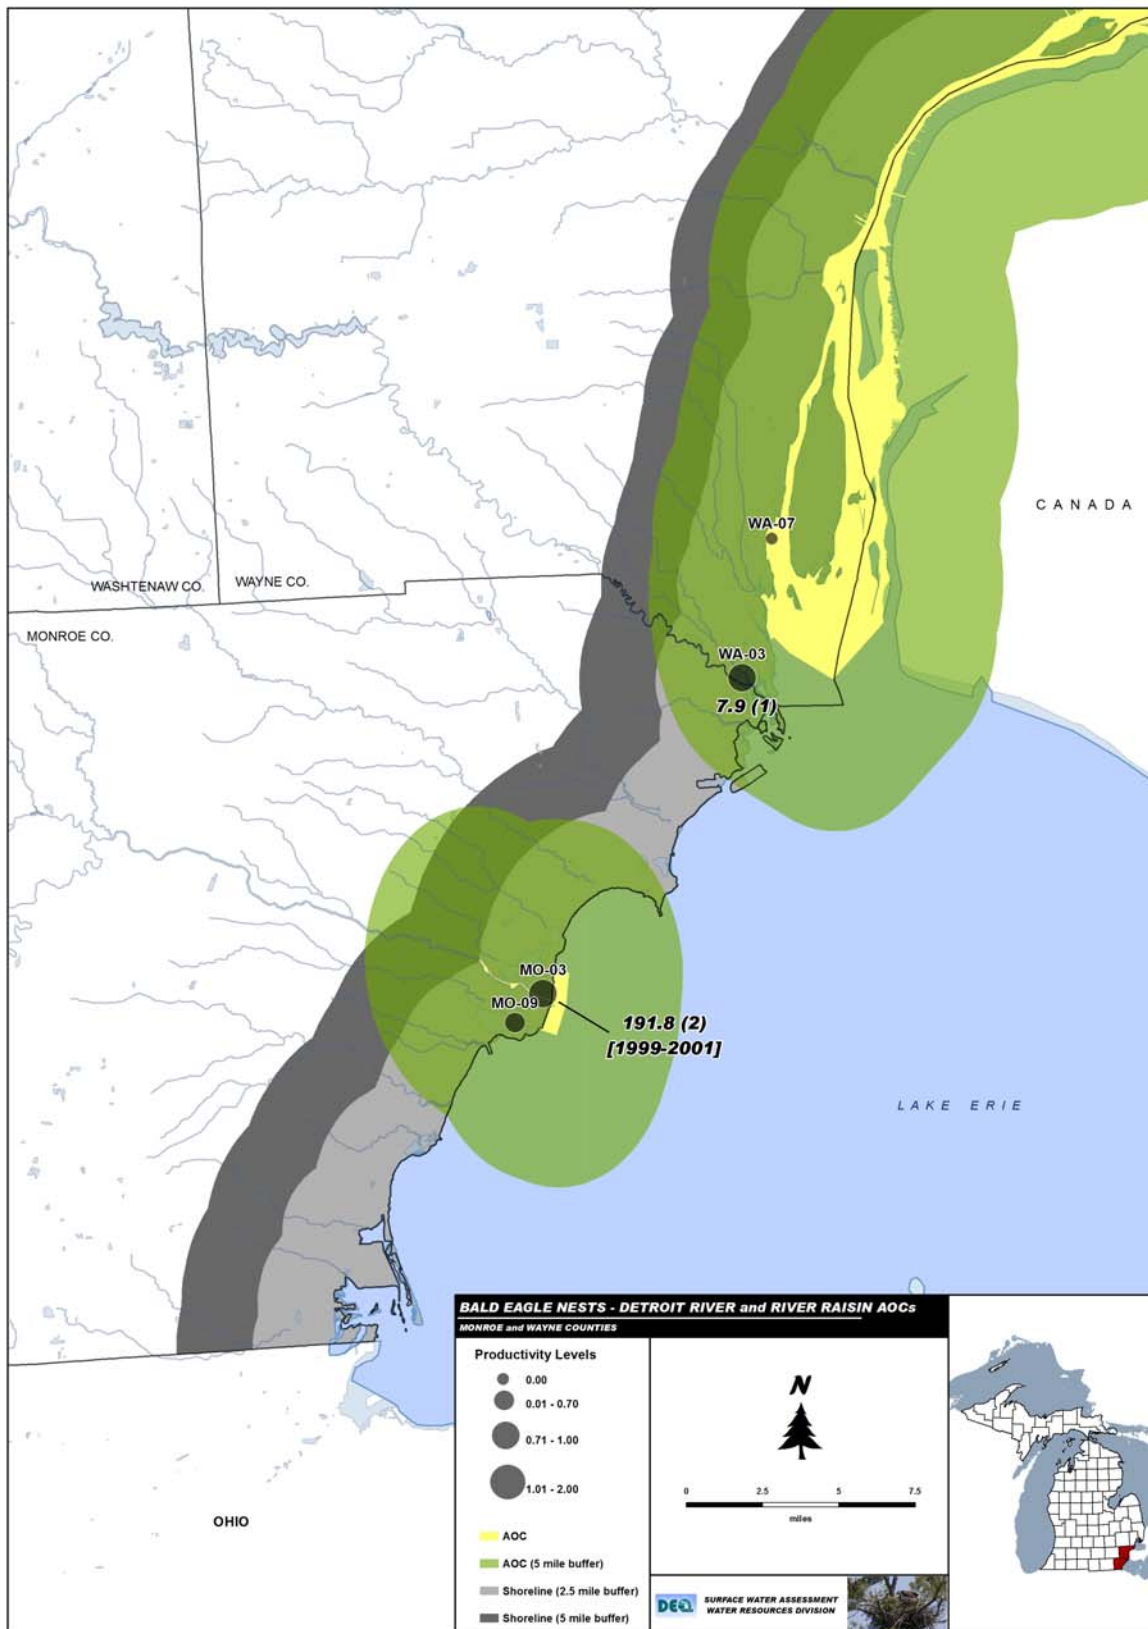 CANADA
WA-07
WASHTENAW CO.
WAYNE CO.
MONROE CO.
WA-03
7.9 (1)
MO-03
MO-09
191.8 (2)
[1999-2001]
LAKE ERIE
OHIO
BALD EAGLE NESTS - DETROIT RIVER and RIVER RAISIN AOCs
MONROE and WAYNE COUNTIES
Productivity Levels
0.00
0.01 - 0.70
0.71 - 1.00
1.01 - 2.00
AOC
AOC (5 mile buffer)
Shoreline (2.5 mile buffer)
Shoreline (5 mile buffer)
N
0 2.5 5 7.5
miles
DEQ
SURFACE WATER ASSESSMENT
WATER RESOURCES DIVISION